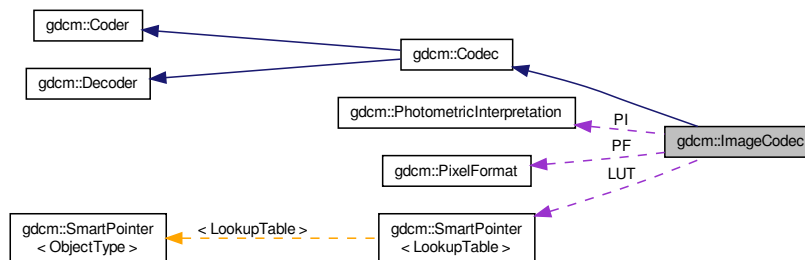 gdcm::Coder
gdcm::Codec
gdcm::Decoder
gdcm::PhotometricInterpretation
PI
gdcm::ImageCodec
PF
gdcm::PixelFormat
LUT
gdcm::SmartPointer
< ObjectType >
< LookupTable >
gdcm::SmartPointer
< LookupTable >